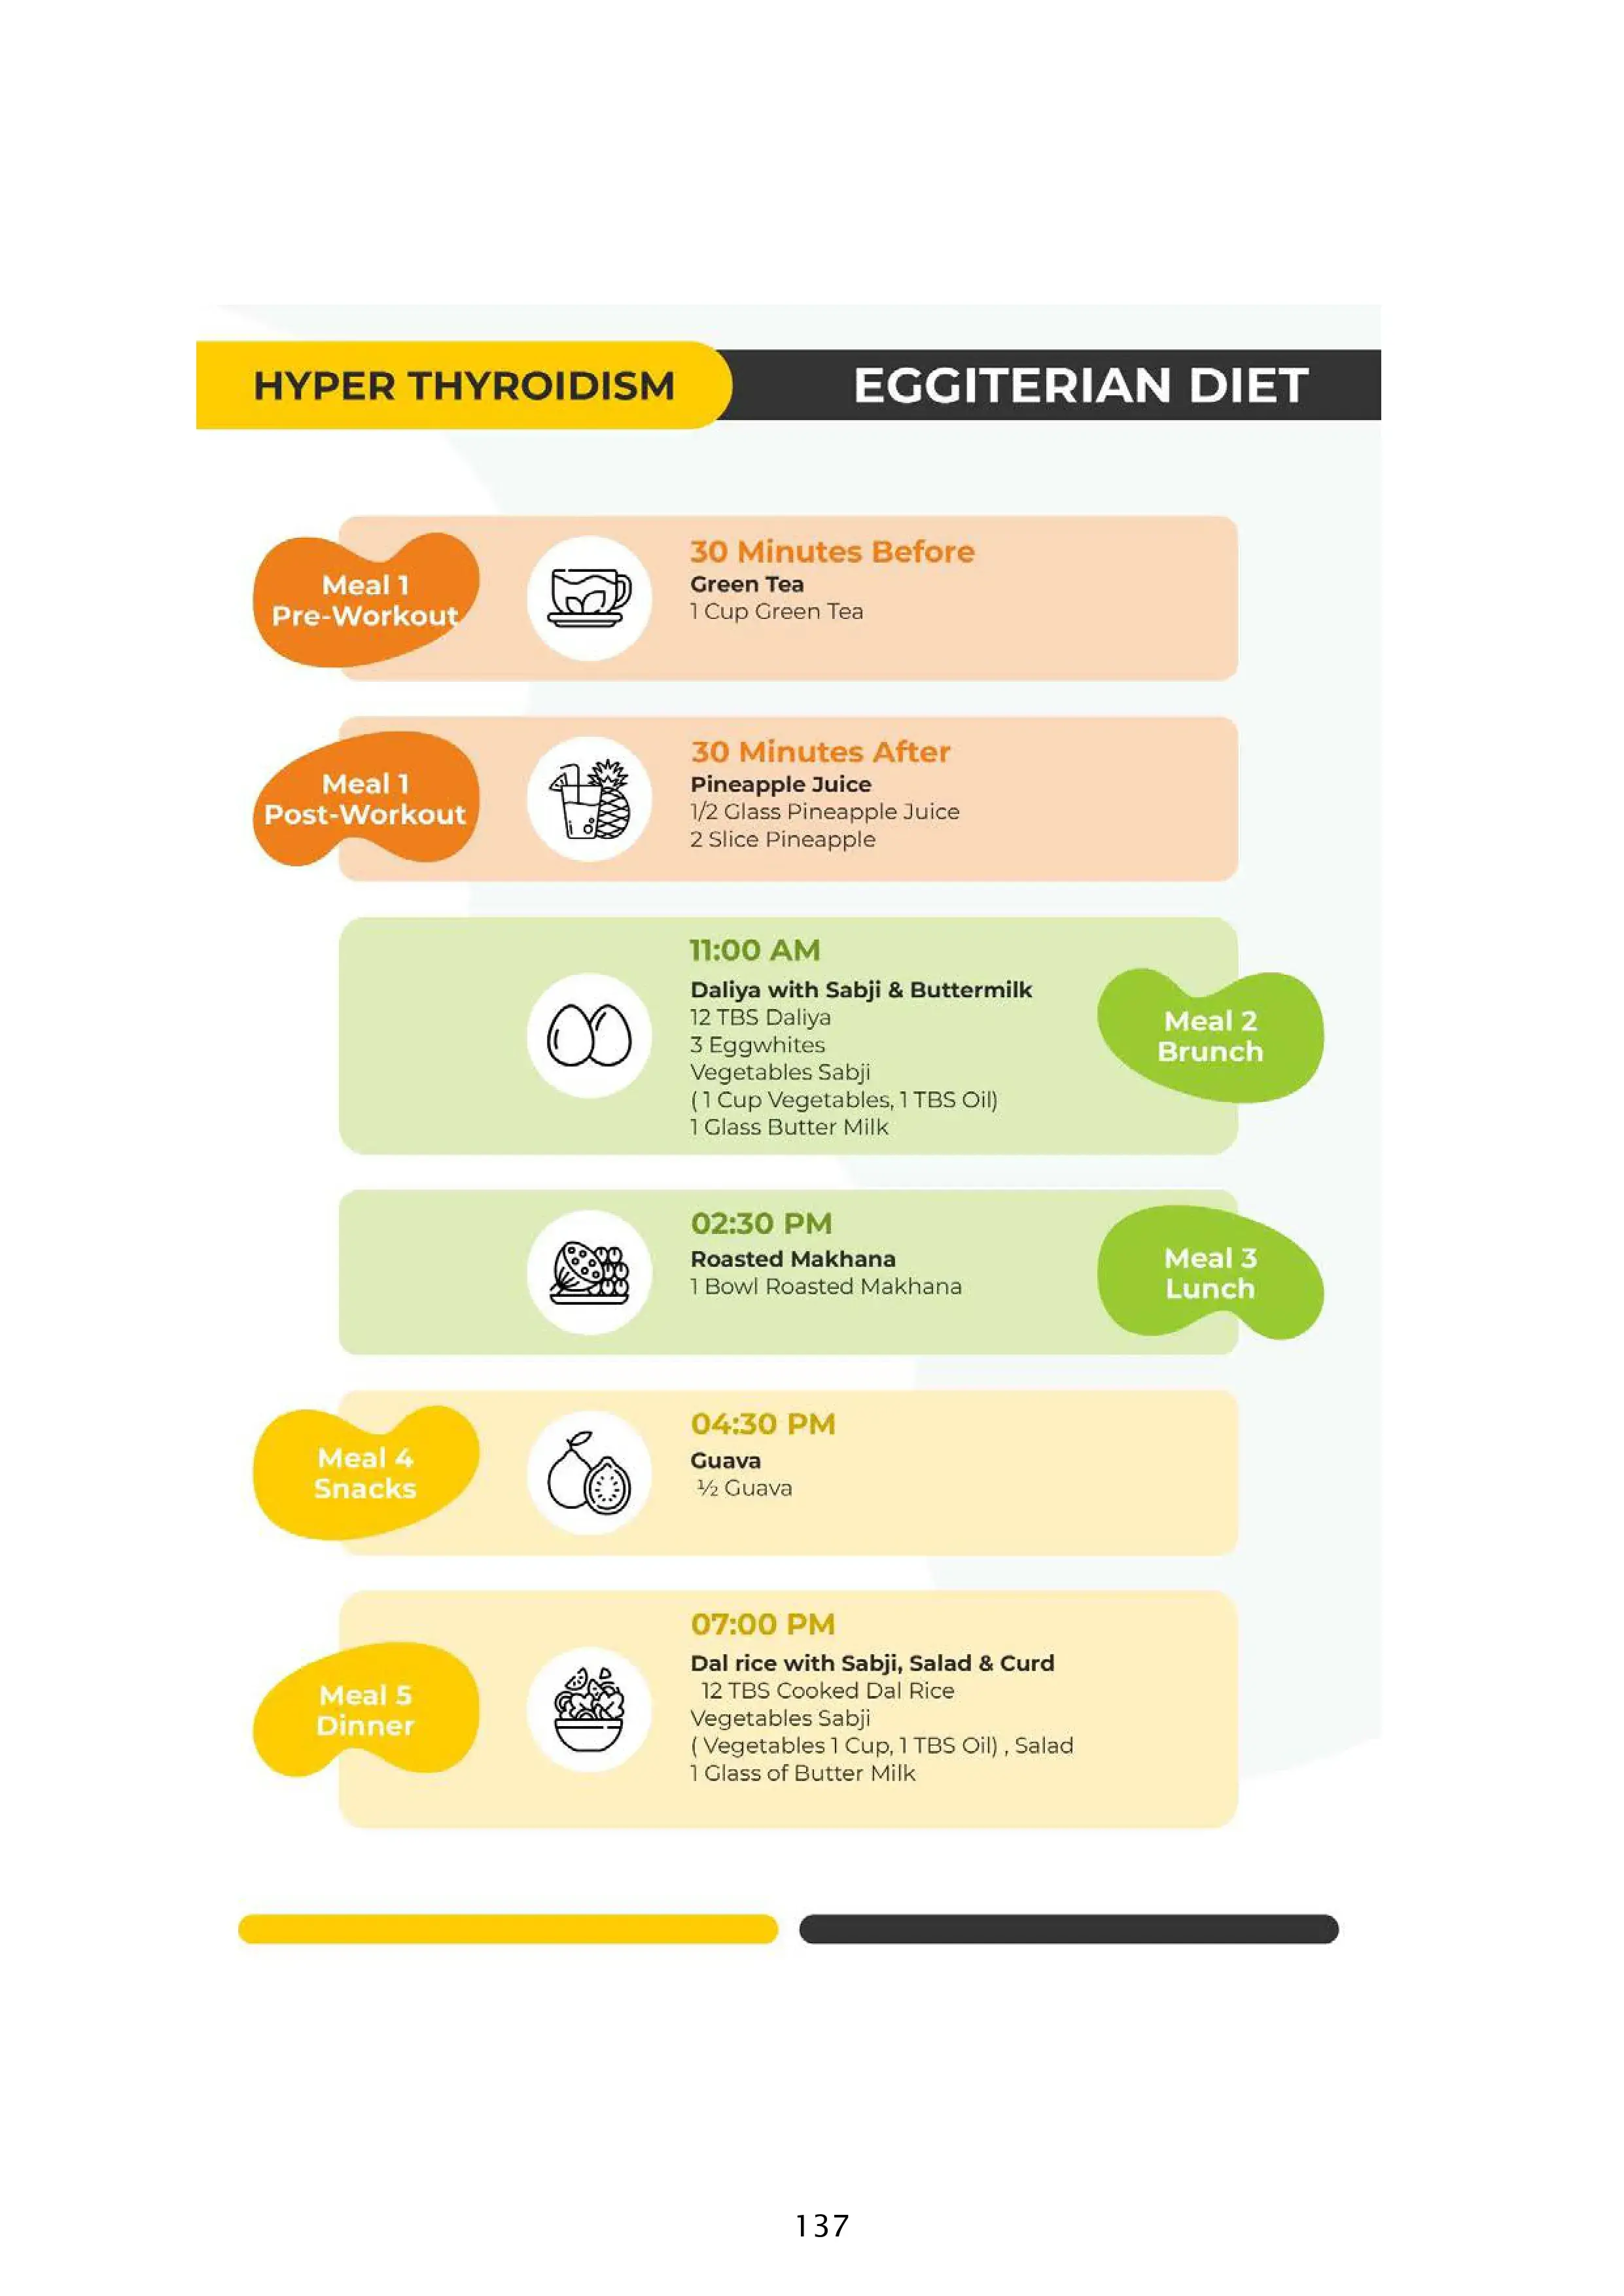 HYPER THYROIDISM
EGGITERIAN DIET
Meal 1
Pre-Workout
30 Minutes Before
Green Tea
1 Cup Green Tea
Meal 1
Post-Workout
30 Minutes After
Pineapple Juice
1/2 Glass Pineapple Juice
2 Slice Pineapple
11:00 AM
Daliya with Sabji & Buttermilk
12 TBS Daliya
3 Eggwhites
Vegetables Sabji
( 1 Cup Vegetables, 1 TBS Oil)
1 Glass Butter Milk
Meal 2
Brunch
02:30 PM
Roasted Makhana
1 Bowl Roasted Makhana
Meal 3
Lunch
Meal 4
Snacks
04:30 PM
Guava
½ Guava
Meal 5
Dinner
07:00 PM
Dal rice with Sabji, Salad & Curd
12 TBS Cooked Dal Rice
Vegetables Sabji
( Vegetables 1 Cup, 1 TBS Oil) , Salad
1 Glass of Butter Milk
137